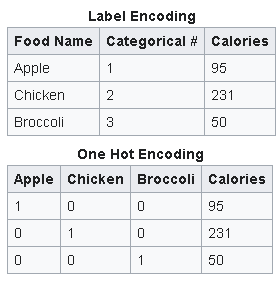 Label Encoding
Food Name Categorical # Calories
Apple 1 95
Chicken 2 231
Broccoli 3 50
One Hot Encoding
Apple Chicken Broccoli Calories
1 0 0 95
0 1 0 231
0 0 1 50